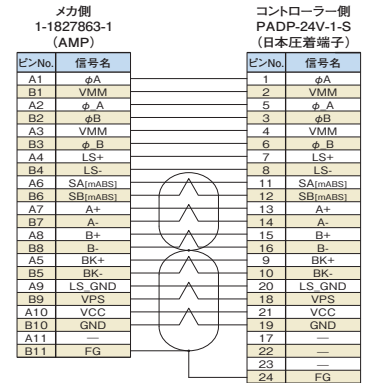 メカ側
1-1827863-1
(AMP)
コントローラー側
PADP-24V-1-S
(日本圧着端子)
ピンNo. 信号名 ピンNo. 信号名
A1 φA 1 φA
B1 VMM 2 VMM
A2 φ_A 5 φ_A
B2 φB 3 φB
A3 VMM 4 VMM
B3 φ_B 6 φ_B
A4 LS+ 7 LS+
B4 LS- 8 LS-
A6 SA[mABS] 11 SA[mABS]
B6 SB[mABS] 12 SB[mABS]
A7 A+ 13 A+
B7 A- 14 A-
A8 B+ 15 B+
B8 B- 16 B-
A5 BK+ 9 BK+
B5 BK- 10 BK-
A9 LS_GND 20 LS_GND
B9 VPS 18 VPS
A10 VCC 21 VCC
B10 GND 19 GND
A11 — 17 —
B11 FG 22 —
23 —
24 FG